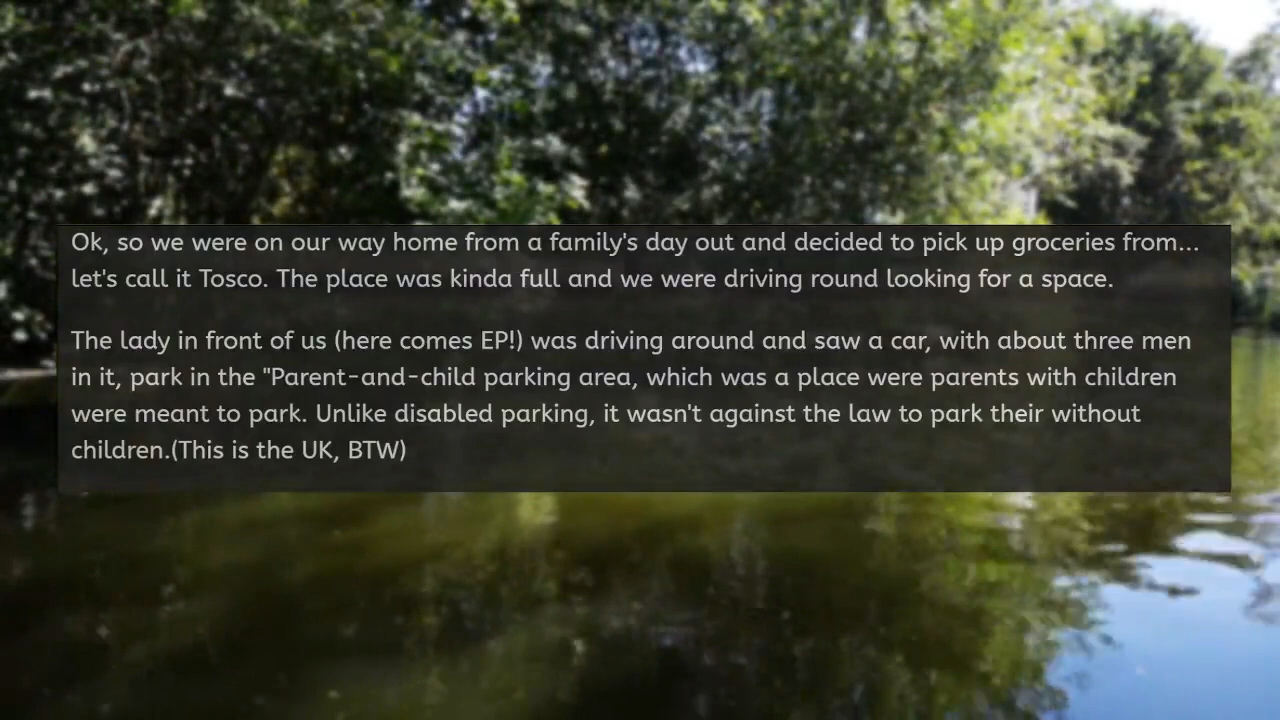 Ok, so we were on our way home from a family's day out and decided to pick up groceries from...
let's call it Tosco. The place was kinda full and we were driving round looking for a space.
The lady in front of us (here comes EP!) was driving around and saw a car, with about three men
in it, park in the "Parent-and-child parking area, which was a place were parents with children
were meant to park. Unlike disabled parking, it wasn't against the law to park their without
children.(This is the UK, BTW)